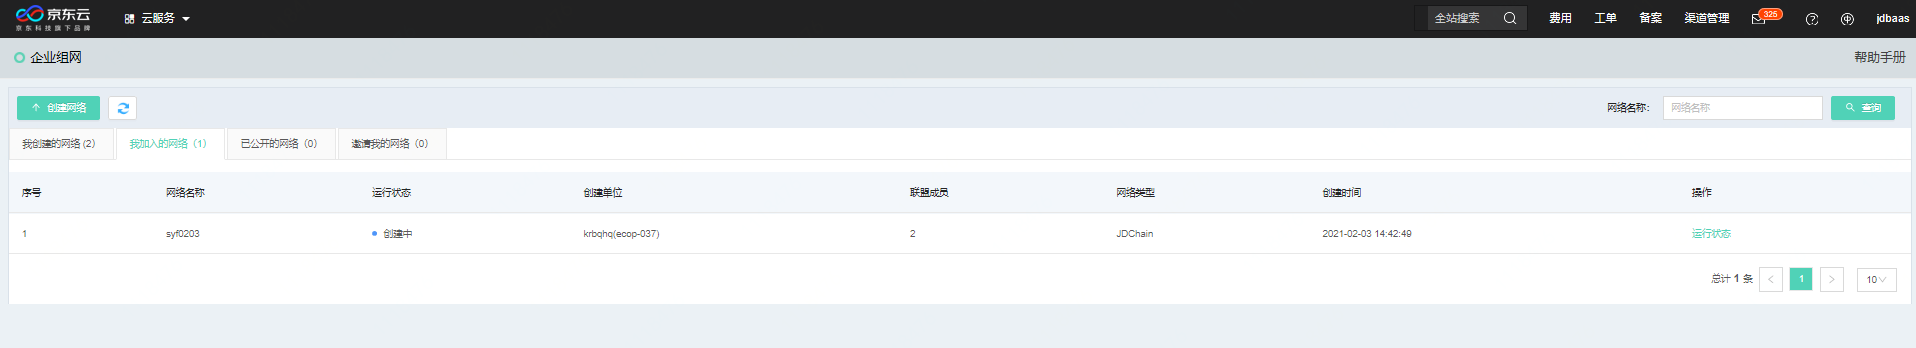 京东云
京东科技旗下品牌
云服务
全站搜索
费用
工单
备案
渠道管理
325
jdbaas
企业组网
帮助手册
创建网络
网络名称:
网络名称
查询
我创建的网络 (2)
我加入的网络（1）
已公开的网络（0）
邀请我的网络（0）
序号 网络名称 运行状态 创建单位 联盟成员 网络类型 创建时间 操作
1 syf0203 创建中 krbqhq(ecop-037) 2 JDChain 2021-02-03 14:42:49 运行状态
总计 1 条 < 1 > 10